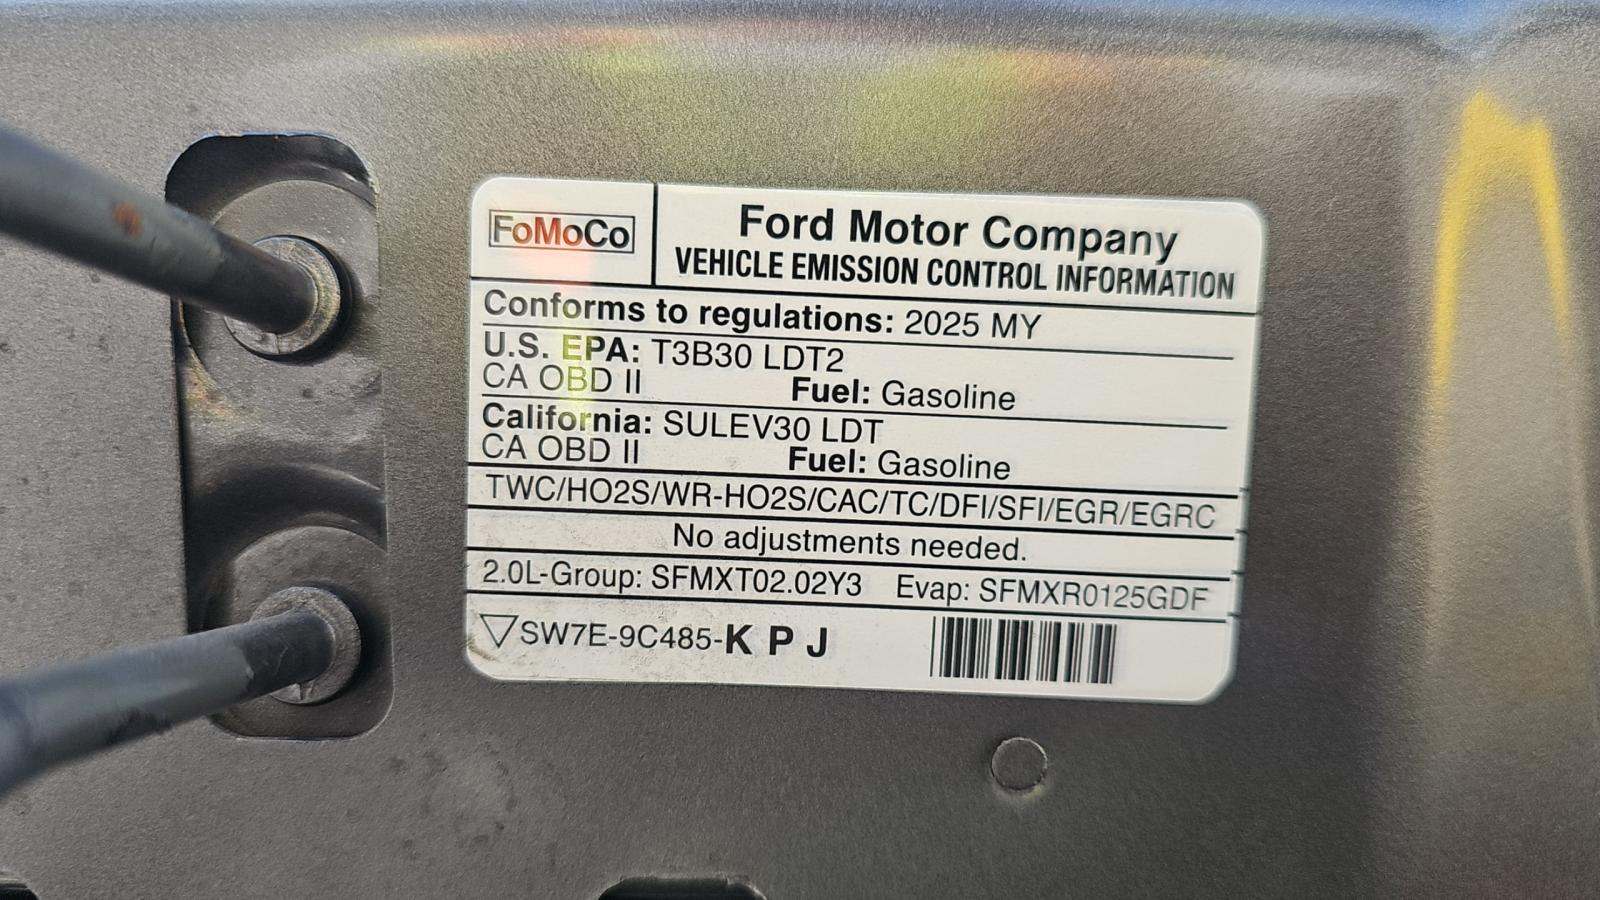 FoMoCo
Ford Motor Company
VEHICLE EMISSION CONTROL INFORMATION
Conforms to regulations: 2025 MY
U.S. EPA: T3B30 LDT2
CA OBD II Fuel: Gasoline
California: SULEV30 LDT
CA OBD II Fuel: Gasoline
TWC/HO2S/WR-HO2S/CAC/TC/DFI/SFI/EGR/EGRC
No adjustments needed.
2.0L-Group: SFMXT02.02Y3 Evap: SFMXR0125GDF
SW7E-9C485-K P J